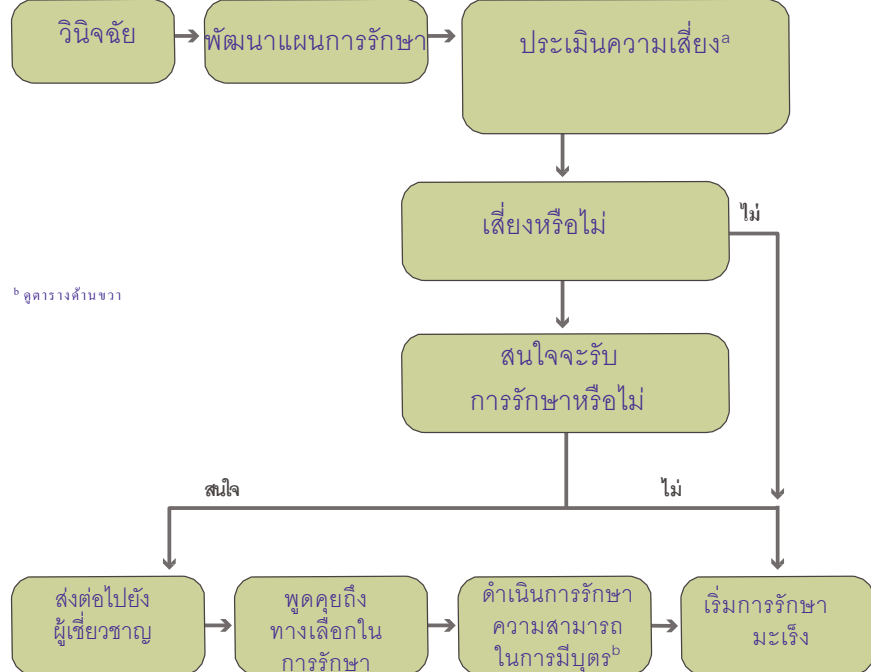 วินิจฉัย
พัฒนาแผนการรักษา
ประเมินความเสี่ยงᵃ
เสี่ยงหรือไม่
ไม่
ᵇ ดูตารางด้านขวา
สนใจจะรับ
การรักษาหรือไม่
สนใจ
ไม่
ส่งต่อไปยัง
ผู้เชี่ยวชาญ
พูดคุยถึง
ทางเลือกใน
การรักษา
ดำเนินการรักษา
ความสามารถ
ในการมีบุตรᵇ
เริ่มการรักษา
มะเร็ง